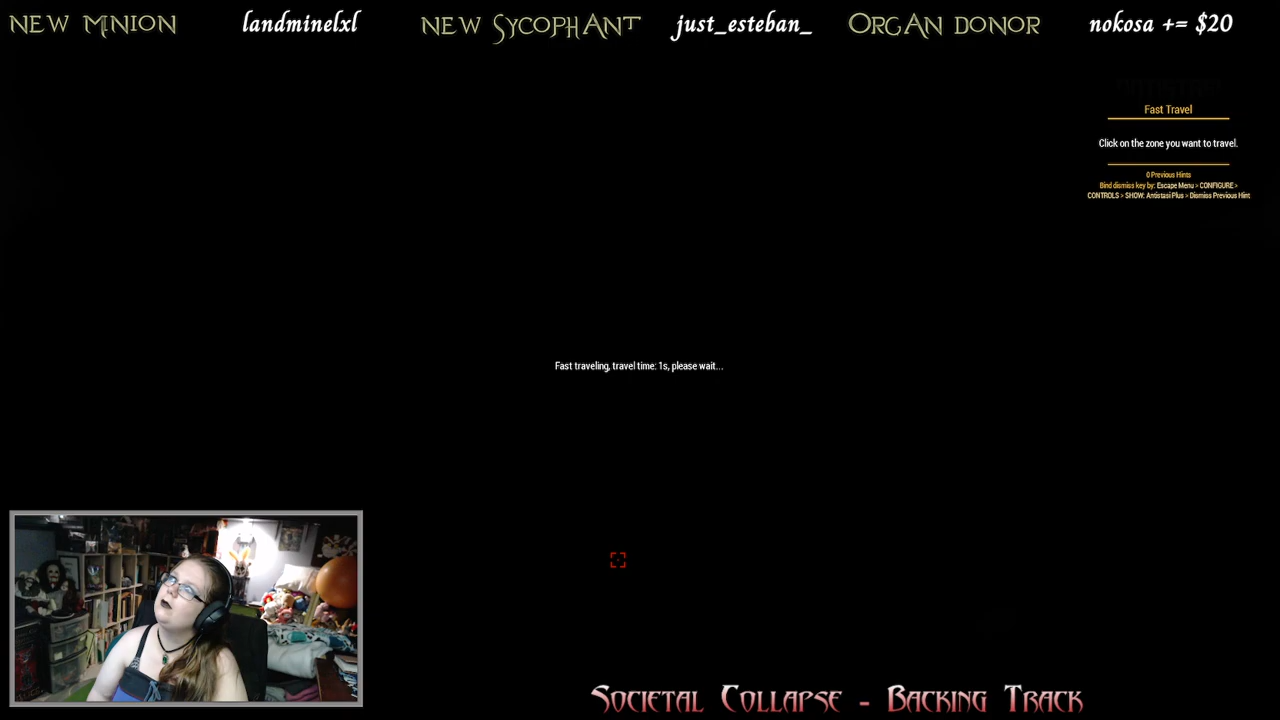 NEW MINION landminelxl NEW SYCOPHANT just_esteban_ ORGAN DONOR nokosa += $20
Fast Travel
Click on the zone you want to travel.
0 Previous Hints
Bind dismiss key by: Escape Menu > CONFIGURE >
CONTROLS > SHOW: Antistasi Plus > Dismiss Previous Hint
Fast traveling, travel time: 1s, please wait...
SOCIETAL COLLAPSE - BACKING TRACK